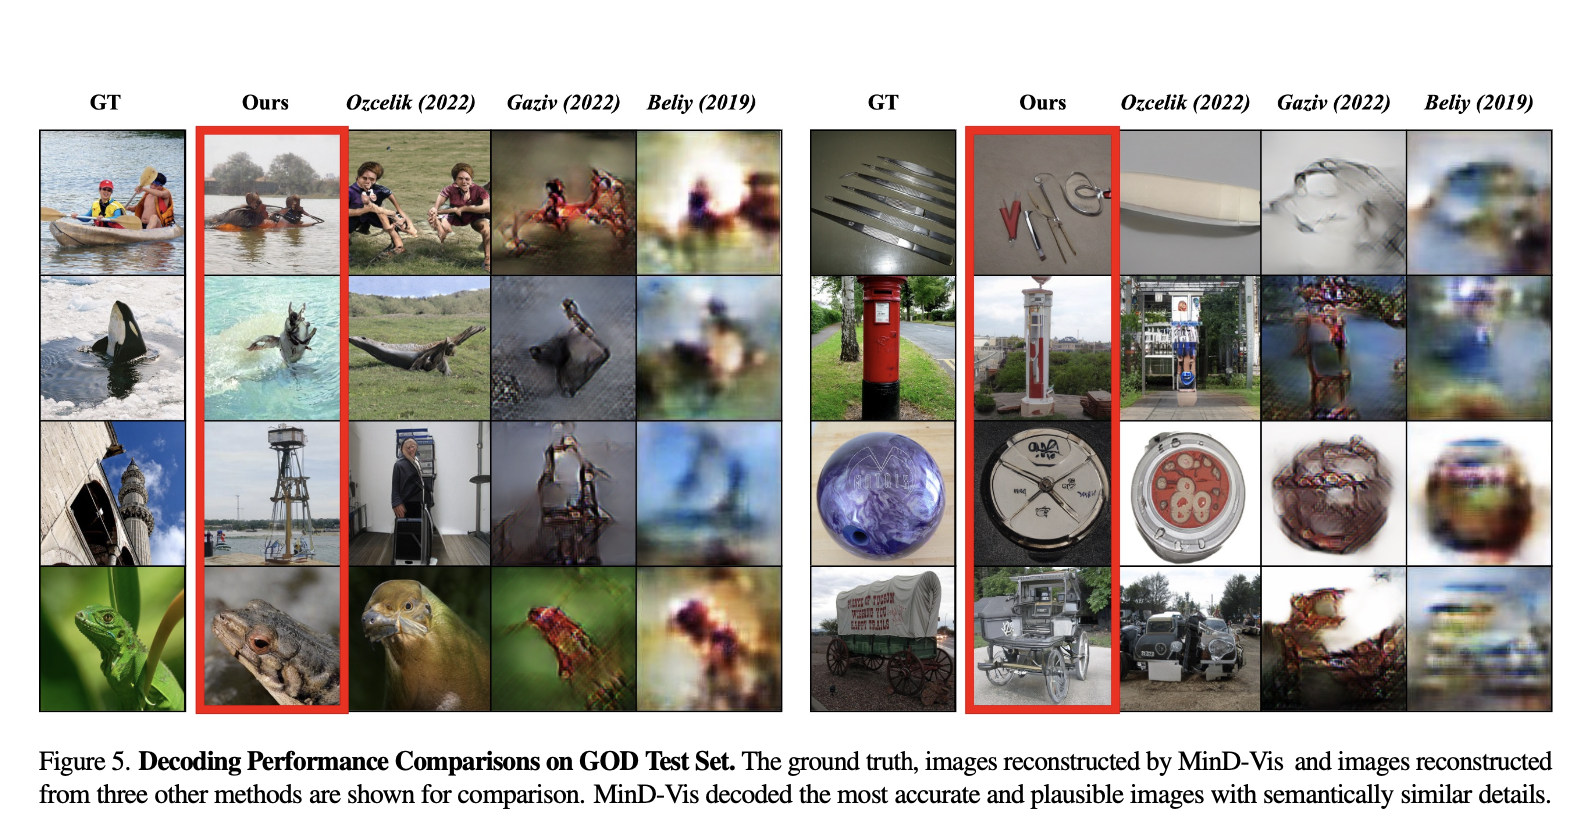 GT Ours Ozcelik (2022) Gaziv (2022) Beliy (2019) GT Ours Ozcelik (2022) Gaziv (2022) Beliy (2019)
Figure 5. Decoding Performance Comparisons on GOD Test Set. The ground truth, images reconstructed by MinD-Vis and images reconstructed
from three other methods are shown for comparison. MinD-Vis decoded the most accurate and plausible images with semantically similar details.